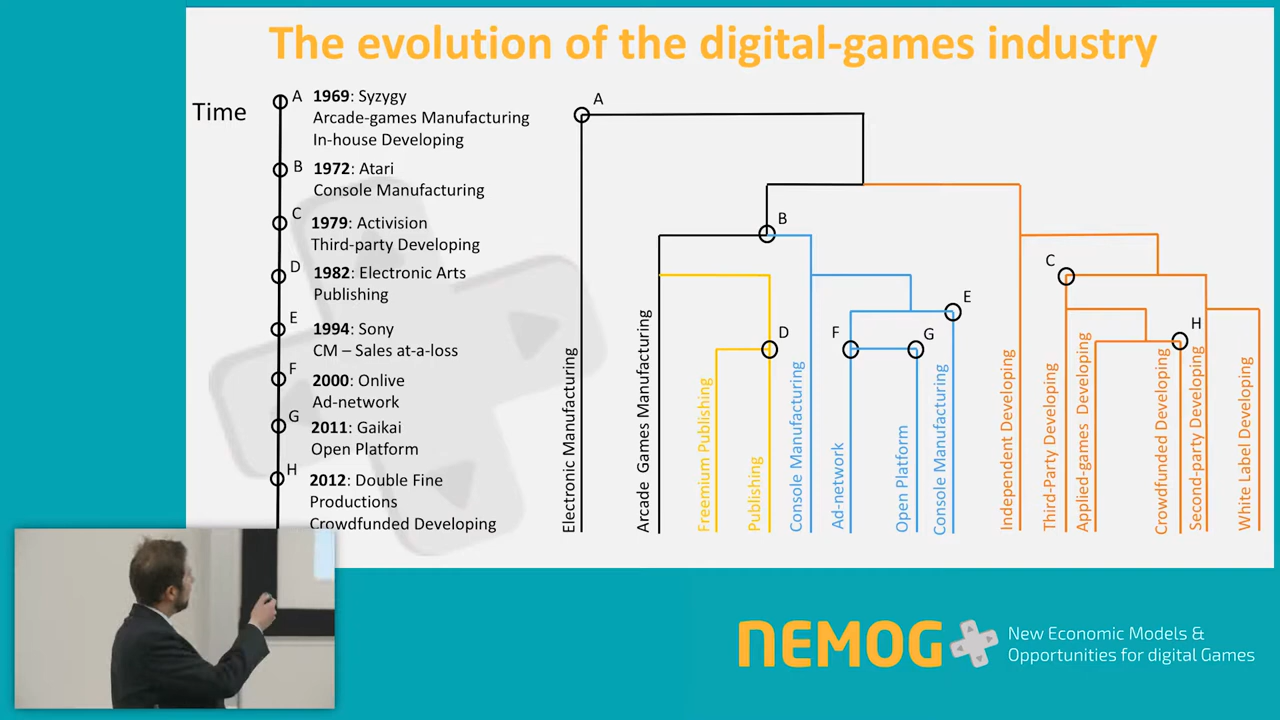 The evolution of the digital-games industry
Time
A
1969: Syzygy
Arcade-games Manufacturing
In-house Developing
B
1972: Atari
Console Manufacturing
C
1979: Activision
Third-party Developing
D
1982: Electronic Arts
Publishing
E
1994: Sony
CM – Sales at-a-loss
F
2000: Onlive
Ad-network
G
2011: Gaikai
Open Platform
H
2012: Double Fine
Productions
Crowdfunded Developing
A
B
C
E
H
D
F
G
Electronic Manufacturing
Arcade Games Manufacturing
Freemium Publishing
Publishing
Console Manufacturing
Ad-network
Open Platform
Console Manufacturing
Independent Developing
Third-Party Developing
Applied-games Developing
Crowdfunded Developing
Second-party Developing
White Label Developing
NEMOG
New Economic Models &
Opportunities for digital Games